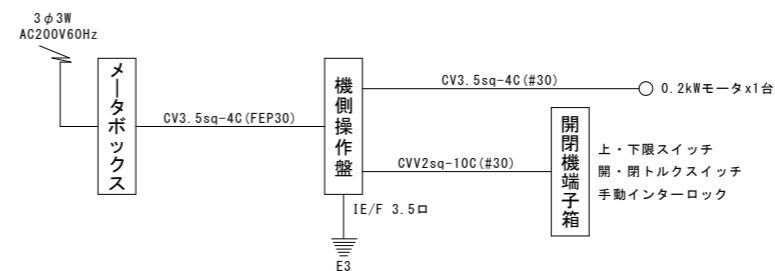 3φ3W
AC200V60Hz
メータボックス
CV3.5sq-4C(FEP30)
機側操作盤
CV3.5sq-4C(#30)
0.2kWモータx1台
CVV2sq-10C(#30)
開閉機端子箱
上・下限スイッチ
開・閉トルクスイッチ
手動インターロック
IE/F 3.5ロ
E3